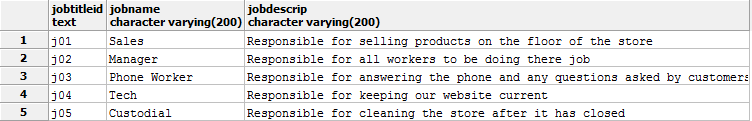 jobtitleid jobname jobdescrip
text character varying(200) character varying(200)
1 j01 Sales Responsible for selling products on the floor of the store
2 j02 Manager Responsible for all workers to be doing there job
3 j03 Phone Worker Responsible for answering the phone and any questions asked by customers
4 j04 Tech Responsible for keeping our website current
5 j05 Custodial Responsible for cleaning the store after it has closed